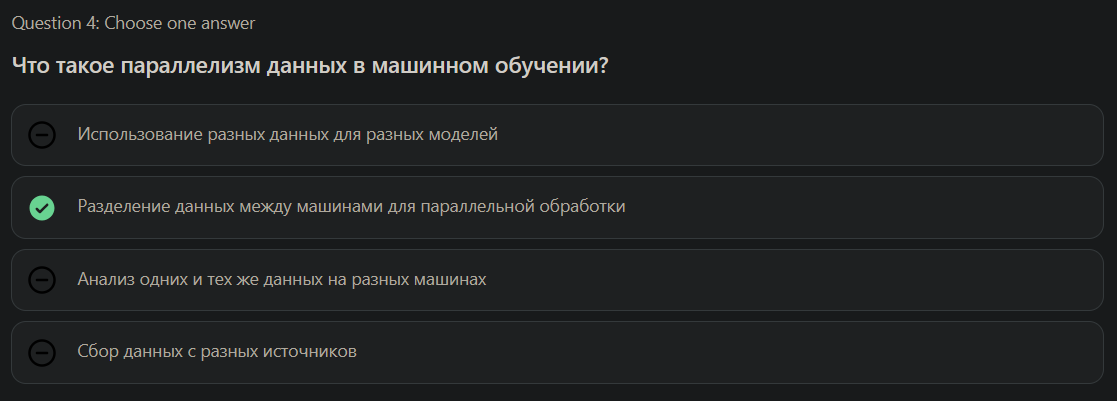 Question 4: Choose one answer
Что такое параллелизм данных в машинном обучении?
Использование разных данных для разных моделей
Разделение данных между машинами для параллельной обработки
Анализ одних и тех же данных на разных машинах
Сбор данных с разных источников